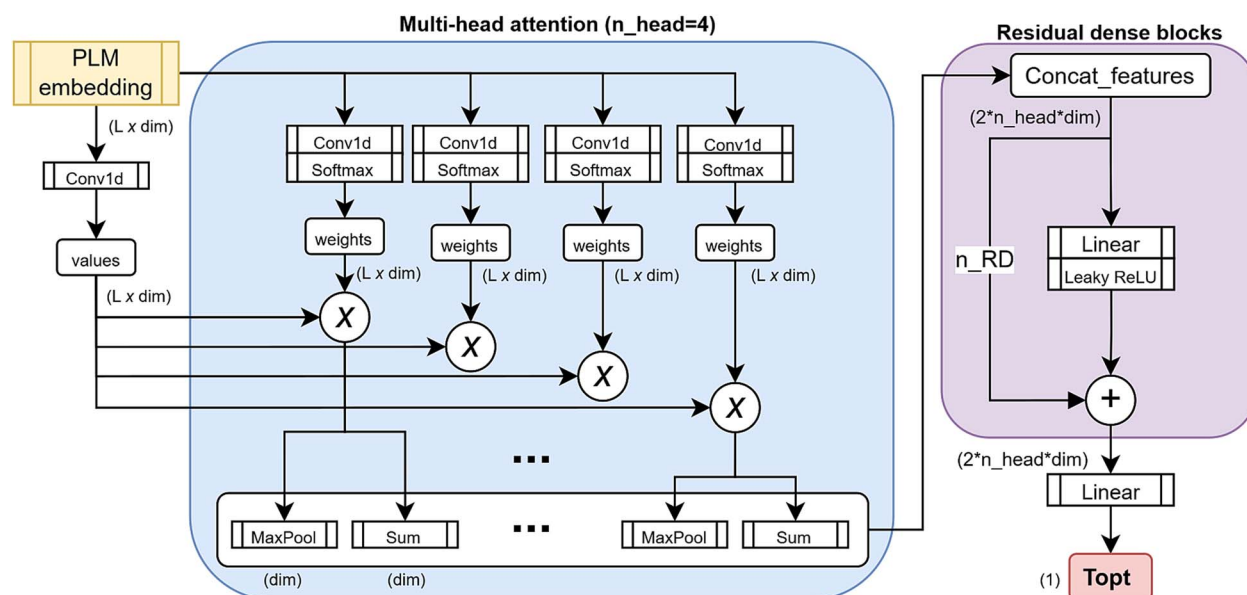 Multi-head attention (n_head=4)
Residual dense blocks
PLM
embedding
Concat_features
(L x dim)
(2*n_head*dim)
Conv1d
Conv1d
Softmax
Conv1d
Softmax
Conv1d
Softmax
Conv1d
Softmax
values
weights
weights
weights
weights
(L x dim)
(L x dim)
(L x dim)
(L x dim)
(L x dim)
n_RD
Linear
Leaky ReLU
X
X
X
X
+
...
(2*n_head*dim)
Linear
MaxPool
Sum
...
MaxPool
Sum
(dim)
(dim)
(1)
Topt